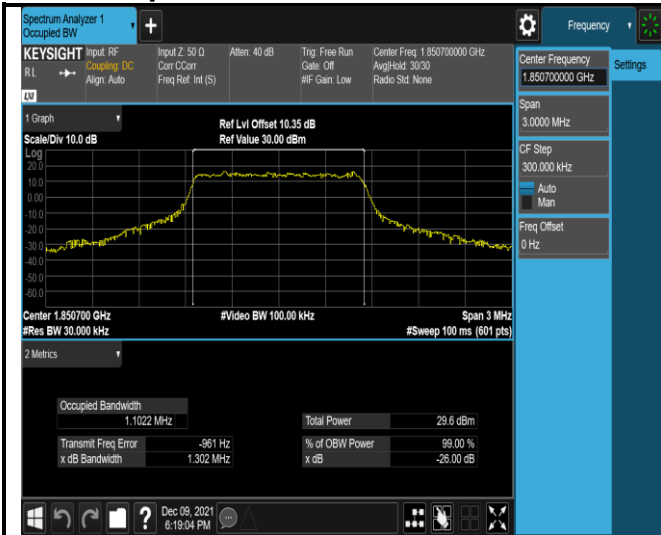 Spectrum Analyzer 1
Occupied BW
+
Frequency
KEYSIGHT
R L
LXI
Input: RF
Coupling: DC
Align: Auto
Input Z: 50 Ω
Corr CCorr
Freq Ref: Int (S)
Atten: 40 dB
Trig: Free Run
Gate: Off
#IF Gain: Low
Center Freq: 1.850700000 GHz
Avg|Hold: 30/30
Radio Std: None
Center Frequency
1.850700000 GHz
Settings
Span
3.0000 MHz
CF Step
300.000 kHz
Auto
Man
Freq Offset
0 Hz
1 Graph
Scale/Div 10.0 dB
Ref Lvl Offset 10.35 dB
Ref Value 30.00 dBm
Log
20.0
10.0
0.00
-10.0
-20.0
-30.0
-40.0
-50.0
-60.0
Center 1.850700 GHz
#Video BW 100.00 kHz
Span 3 MHz
#Res BW 30.000 kHz
#Sweep 100 ms (601 pts)
2 Metrics
Occupied Bandwidth
1.1022 MHz
Total Power 29.6 dBm
Transmit Freq Error -961 Hz
% of OBW Power 99.00 %
x dB Bandwidth 1.302 MHz
x dB -26.00 dB
?
Dec 09, 2021
6:19:04 PM